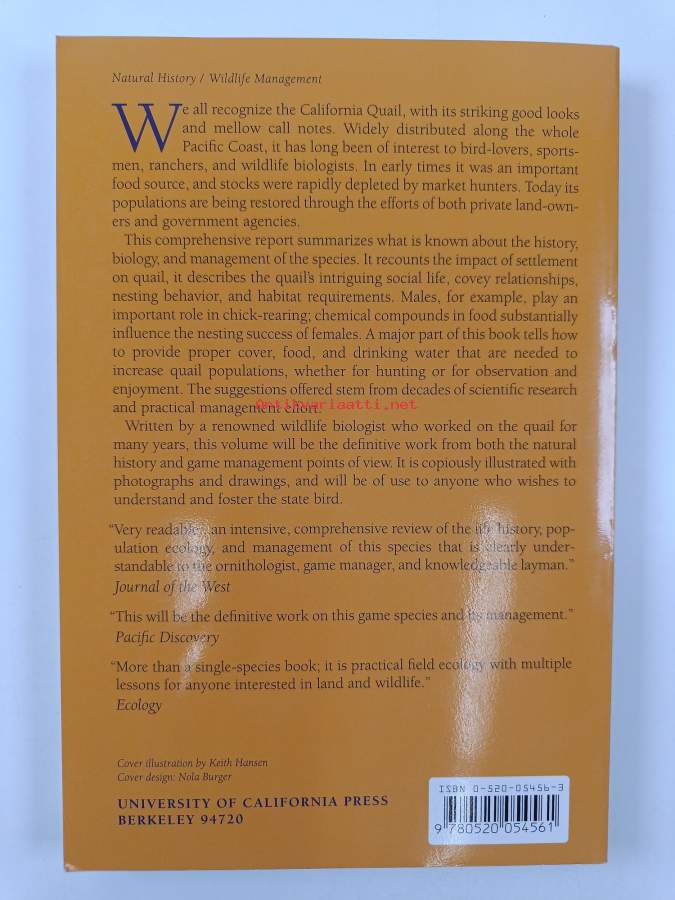 Natural History / Wildlife Management
We all recognize the California Quail, with its striking good looks
and mellow call notes. Widely distributed along the whole
Pacific Coast, it has long been of interest to bird-lovers, sports-
men, ranchers, and wildlife biologists. In early times it was an important
food source, and stocks were rapidly depleted by market hunters. Today its
populations are being restored through the efforts of both private land-own-
ers and government agencies.
This comprehensive report summarizes what is known about the history,
biology, and management of the species. It recounts the impact of settlement
on quail, it describes the quail's intriguing social life, covey relationships,
nesting behavior, and habitat requirements. Males, for example, play an
important role in chick-rearing; chemical compounds in food substantially
influence the nesting success of females. A major part of this book tells how
to provide proper cover, food, and drinking water that are needed to
increase quail populations, whether for hunting or for observation and
enjoyment. The suggestions offered stem from decades of scientific research
and practical management effort.
Antikvariaatti.net
Written by a renowned wildlife biologist who worked on the quail for
many years, this volume will be the definitive work from both the natural
history and game management points of view. It is copiously illustrated with
photographs and drawings, and will be of use to anyone who wishes to
understand and foster the state bird.
"Very readable, an intensive, comprehensive review of the life history, pop-
ulation ecology, and management of this species that is clearly under-
standable to the ornithologist, game manager, and knowledgeable layman."
Journal of the West
"This will be the definitive work on this game species and its management."
Pacific Discovery
"More than a single-species book; it is practical field ecology with multiple
lessons for anyone interested in land and wildlife."
Ecology
Cover illustration by Keith Hansen
Cover design: Nola Burger
UNIVERSITY OF CALIFORNIA PRESS
BERKELEY 94720
ISBN 0-520-05456-3
9 780520 054561